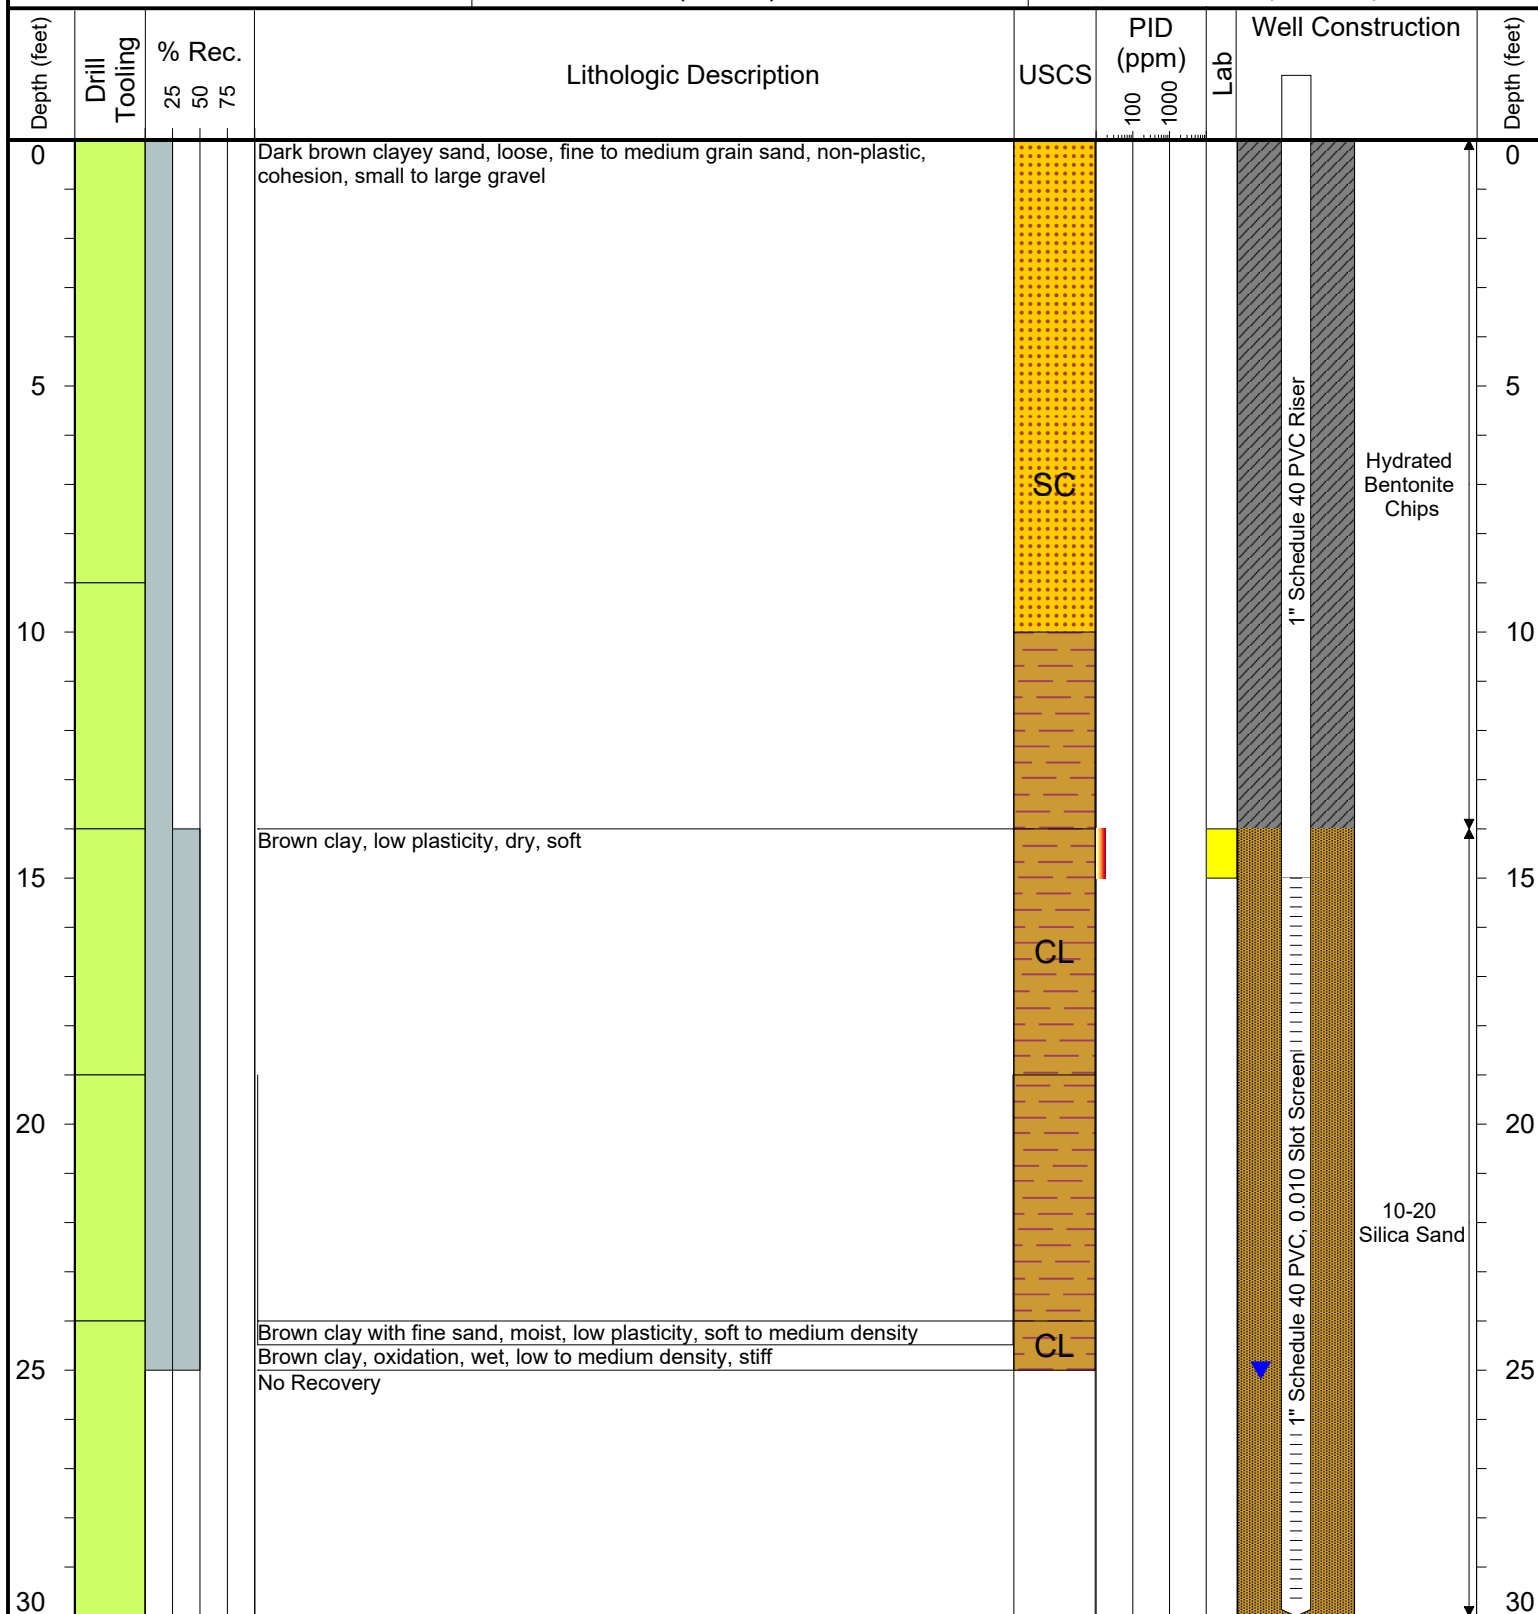 Depth (feet)
Drill
Tooling
% Rec.
25
50
75
Lithologic Description
USCS
PID
(ppm)
100
1000
Lab
Well Construction
Depth (feet)
0
Dark brown clayey sand, loose, fine to medium grain sand, non-plastic,
cohesion, small to large gravel
0
5
5
1" Schedule 40 PVC Riser
Hydrated
Bentonite
Chips
SC
10
10
Brown clay, low plasticity, dry, soft
15
15
CL
20
20
1" Schedule 40 PVC, 0.010 Slot Screen
10-20
Silica Sand
Brown clay with fine sand, moist, low plasticity, soft to medium density
CL
Brown clay, oxidation, wet, low to medium density, stiff
25
No Recovery
25
30
30